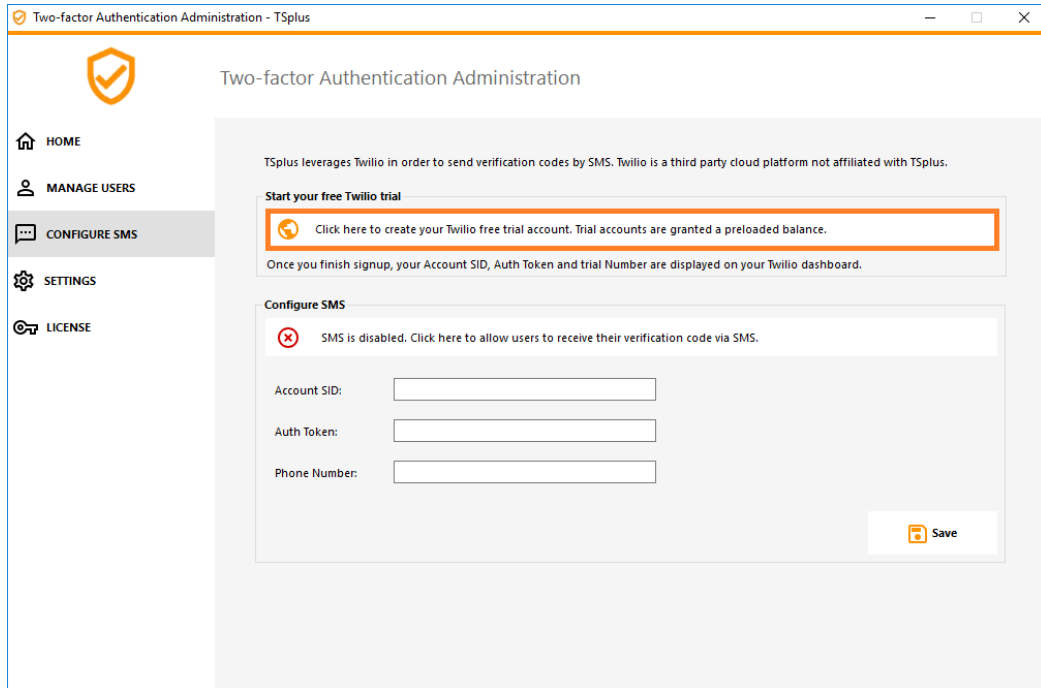 Two-factor Authentication Administration - TSplus
Two-factor Authentication Administration
HOME
MANAGE USERS
CONFIGURE SMS
SETTINGS
LICENSE
TSplus leverages Twilio in order to send verification codes by SMS. Twilio is a third party cloud platform not affiliated with TSplus.
Start your free Twilio trial
Click here to create your Twilio free trial account. Trial accounts are granted a preloaded balance.
Once you finish signup, your Account SID, Auth Token and trial Number are displayed on your Twilio dashboard.
Configure SMS
SMS is disabled. Click here to allow users to receive their verification code via SMS.
Account SID:
Auth Token:
Phone Number:
Save